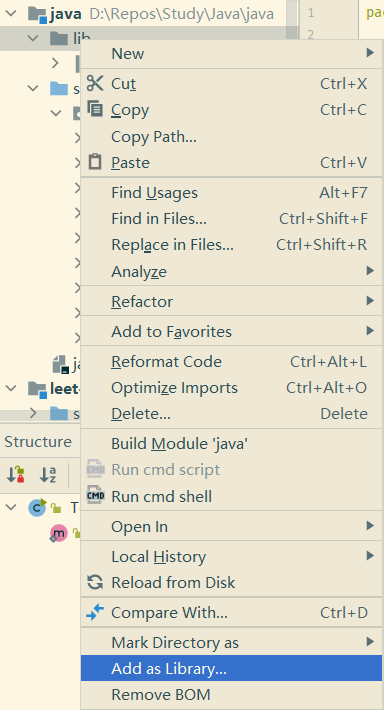 java D:\Repos\Study\Java\java
1
pac
lib
2
New
Cut Ctrl+X
Copy Ctrl+C
Copy Path...
Paste Ctrl+V
Find Usages Alt+F7
Find in Files... Ctrl+Shift+F
Replace in Files... Ctrl+Shift+R
Analyze
Refactor
Add to Favorites
Reformat Code Ctrl+Alt+L
Optimize Imports Ctrl+Alt+O
Delete... Delete
Build Module 'java'
Run cmd script
Run cmd shell
Open In
Local History
Reload from Disk
Compare With... Ctrl+D
Mark Directory as
Add as Library...
Remove BOM
ja
leet-
s
Structure